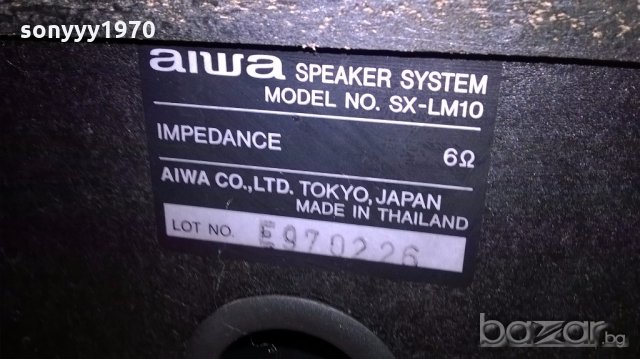 sonyyy1970
aiwa SPEAKER SYSTEM
MODEL NO. SX-LM10
IMPEDANCE 6Ω
AIWA CO.,LTD. TOKYO, JAPAN
MADE IN THAILAND
LOT NO. E970226
bazar.bg